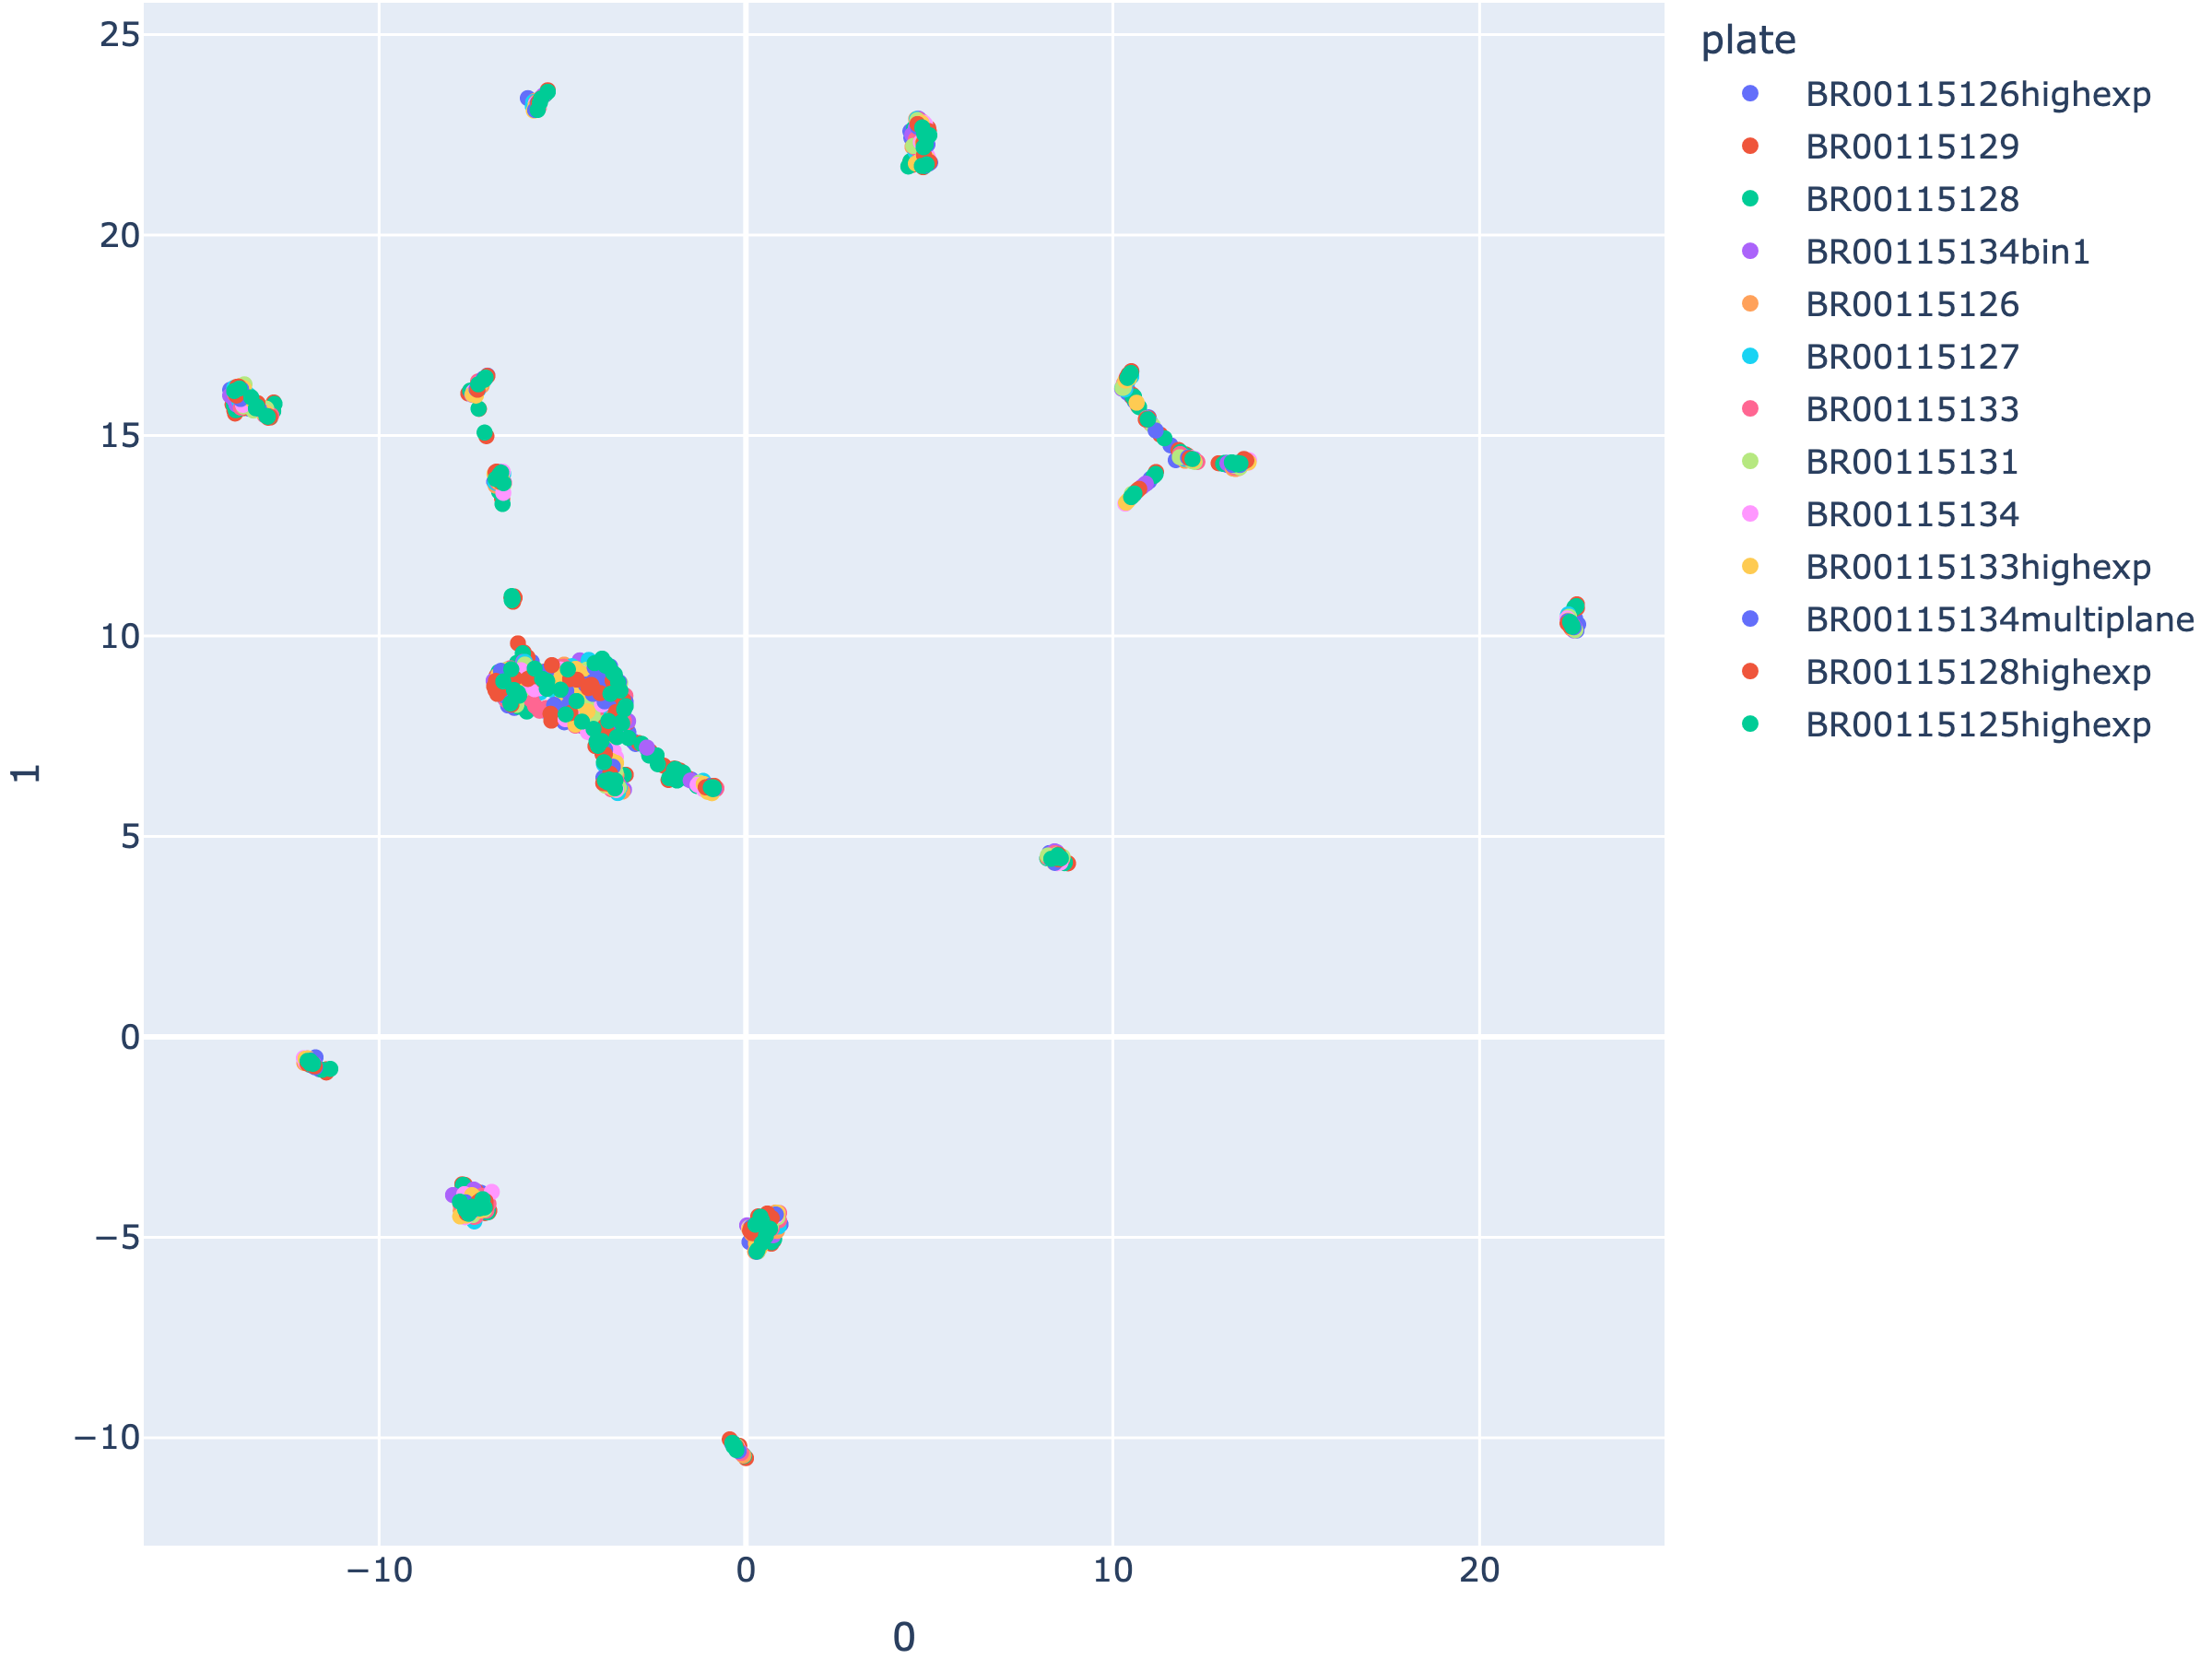 25
20
15
10
5
0
−5
−10
−10
0
10
20
0
1
plate
BR00115126highexp
BR00115129
BR00115128
BR00115134bin1
BR00115126
BR00115127
BR00115133
BR00115131
BR00115134
BR00115133highexp
BR00115134multiplane
BR00115128highexp
BR00115125highexp